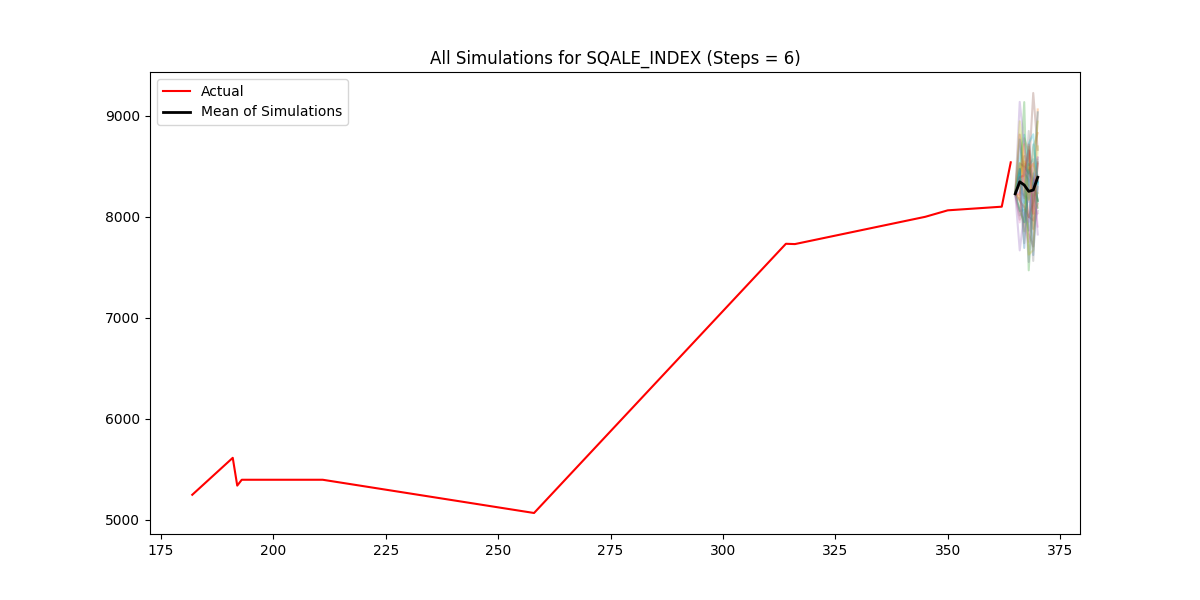 All Simulations for SQALE_INDEX (Steps = 6)
Actual
Mean of Simulations
9000
8000
7000
6000
5000
175 200 225 250 275 300 325 350 375